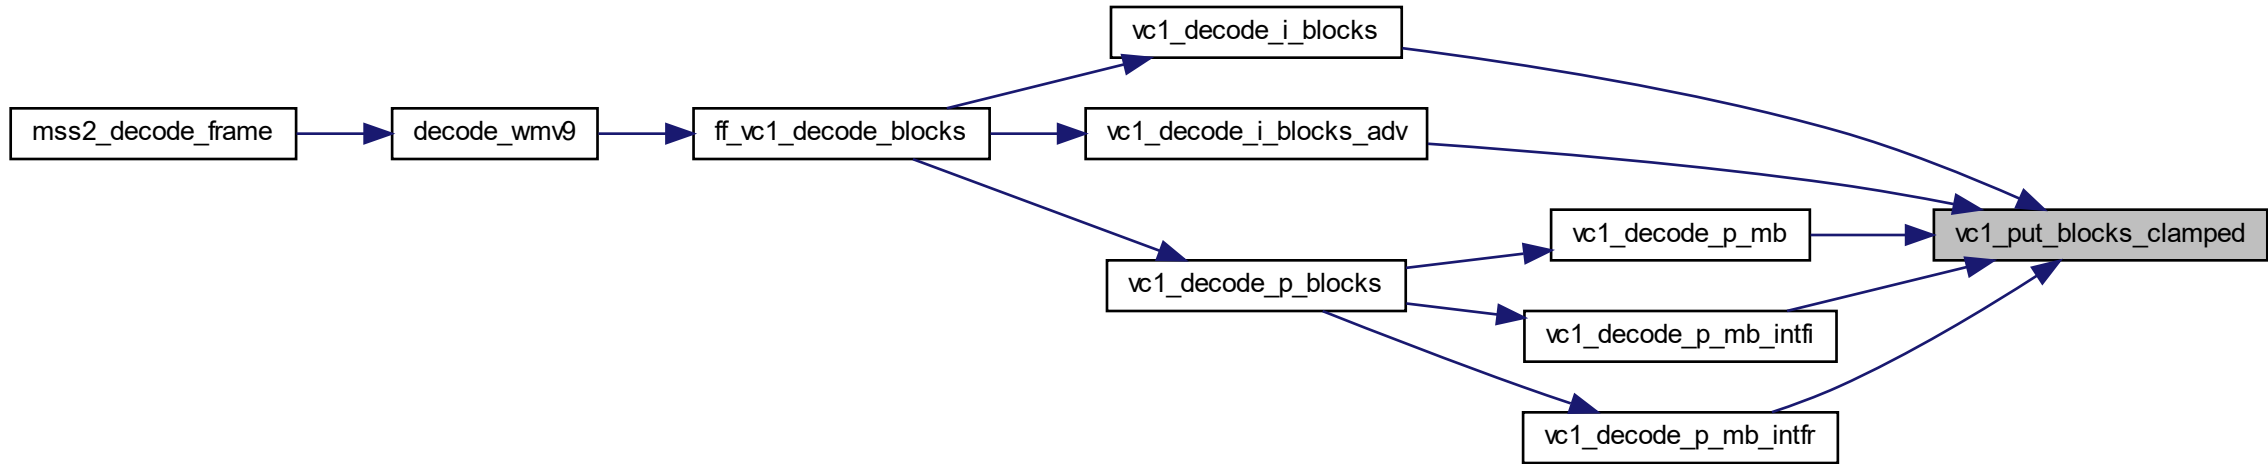 vc1_decode_i_blocks
mss2_decode_frame
decode_wmv9
ff_vc1_decode_blocks
vc1_decode_i_blocks_adv
vc1_decode_p_mb
vc1_put_blocks_clamped
vc1_decode_p_blocks
vc1_decode_p_mb_intfi
vc1_decode_p_mb_intfr